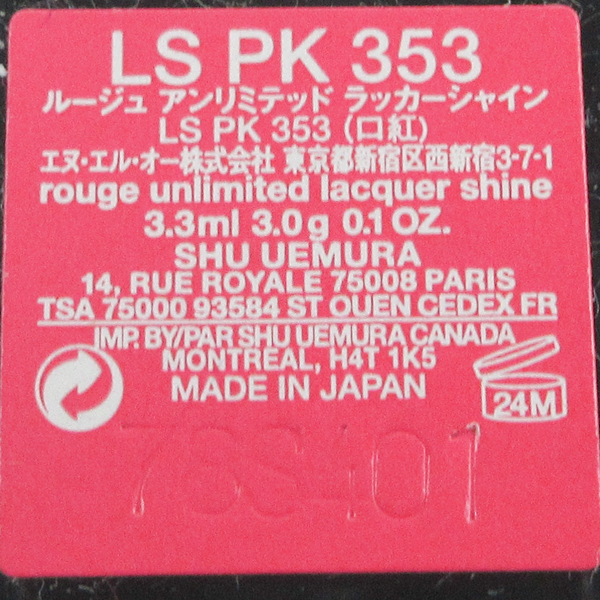 LS PK 353
ルージュ アンリミテッド ラッカーシャイン
LS PK 353 (口紅)
エヌ・エル・オー株式会社 東京都新宿区西新宿3-7-1
rouge unlimited lacquer shine
3.3ml 3.0g 0.1OZ.
SHU UEMURA
14, RUE ROYALE 75008 PARIS
TSA 75000 93584 ST OUEN CEDEX FR
IMP. BY/PAR SHU UEMURA CANADA
MONTREAL, H4T 1K5
MADE IN JAPAN
24M